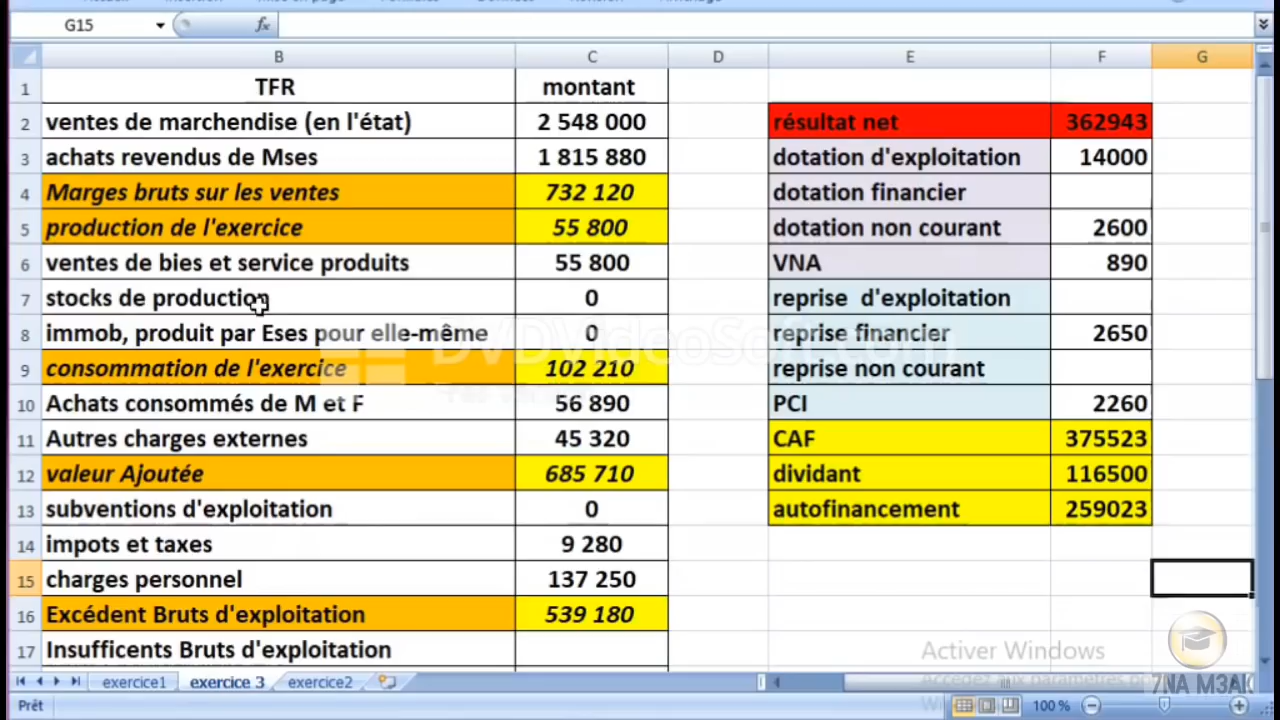 G15
fx
B C D E F G
1 TFR montant
2 ventes de marchendise (en l'état) 2 548 000 résultat net 362943
3 achats revendus de Mses 1 815 880 dotation d'exploitation 14000
4 Marges bruts sur les ventes 732 120 dotation financier
5 production de l'exercice 55 800 dotation non courant 2600
6 ventes de bies et service produits 55 800 VNA 890
7 stocks de production 0 reprise d'exploitation
8 immob, produit par Eses pour elle-même 0 reprise financier 2650
9 consommation de l'exercice 102 210 reprise non courant
10 Achats consommés de M et F 56 890 PCI 2260
11 Autres charges externes 45 320 CAF 375523
12 valeur Ajoutée 685 710 dividant 116500
13 subventions d'exploitation 0 autofinancement 259023
14 impots et taxes 9 280
15 charges personnel 137 250
16 Excédent Bruts d'exploitation 539 180
17 Insufficents Bruts d'exploitation
DVDVideoSoft.com
Activer Windows
exercice1 exercice 3 exercice2
7NA M3AK
Prêt 100 %